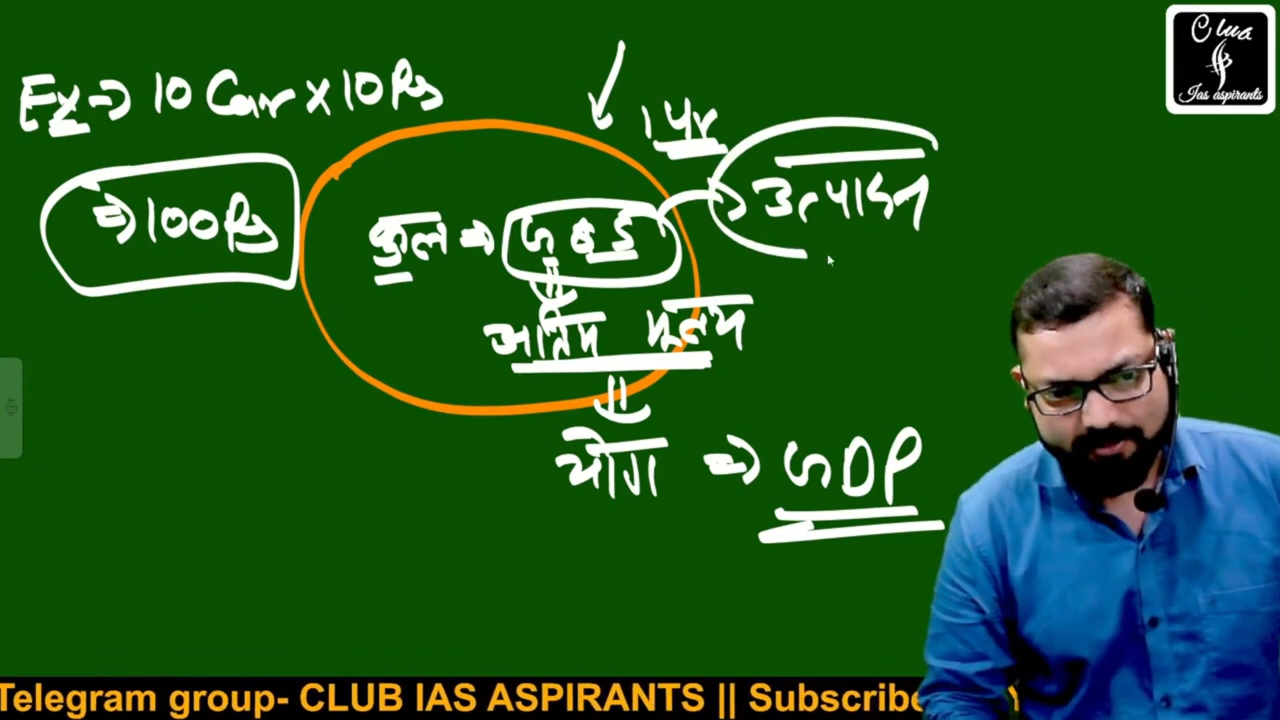 Ex ⇒ 10 Car × 10 Rs
⇒ 100 Rs
1 yr
कुल ⇒ G & S
उत्पादन
अंतिम मूल्य
योग ⇒ GDP
Club
Ias aspirants
Telegram group- CLUB IAS ASPIRANTS || Subscribe